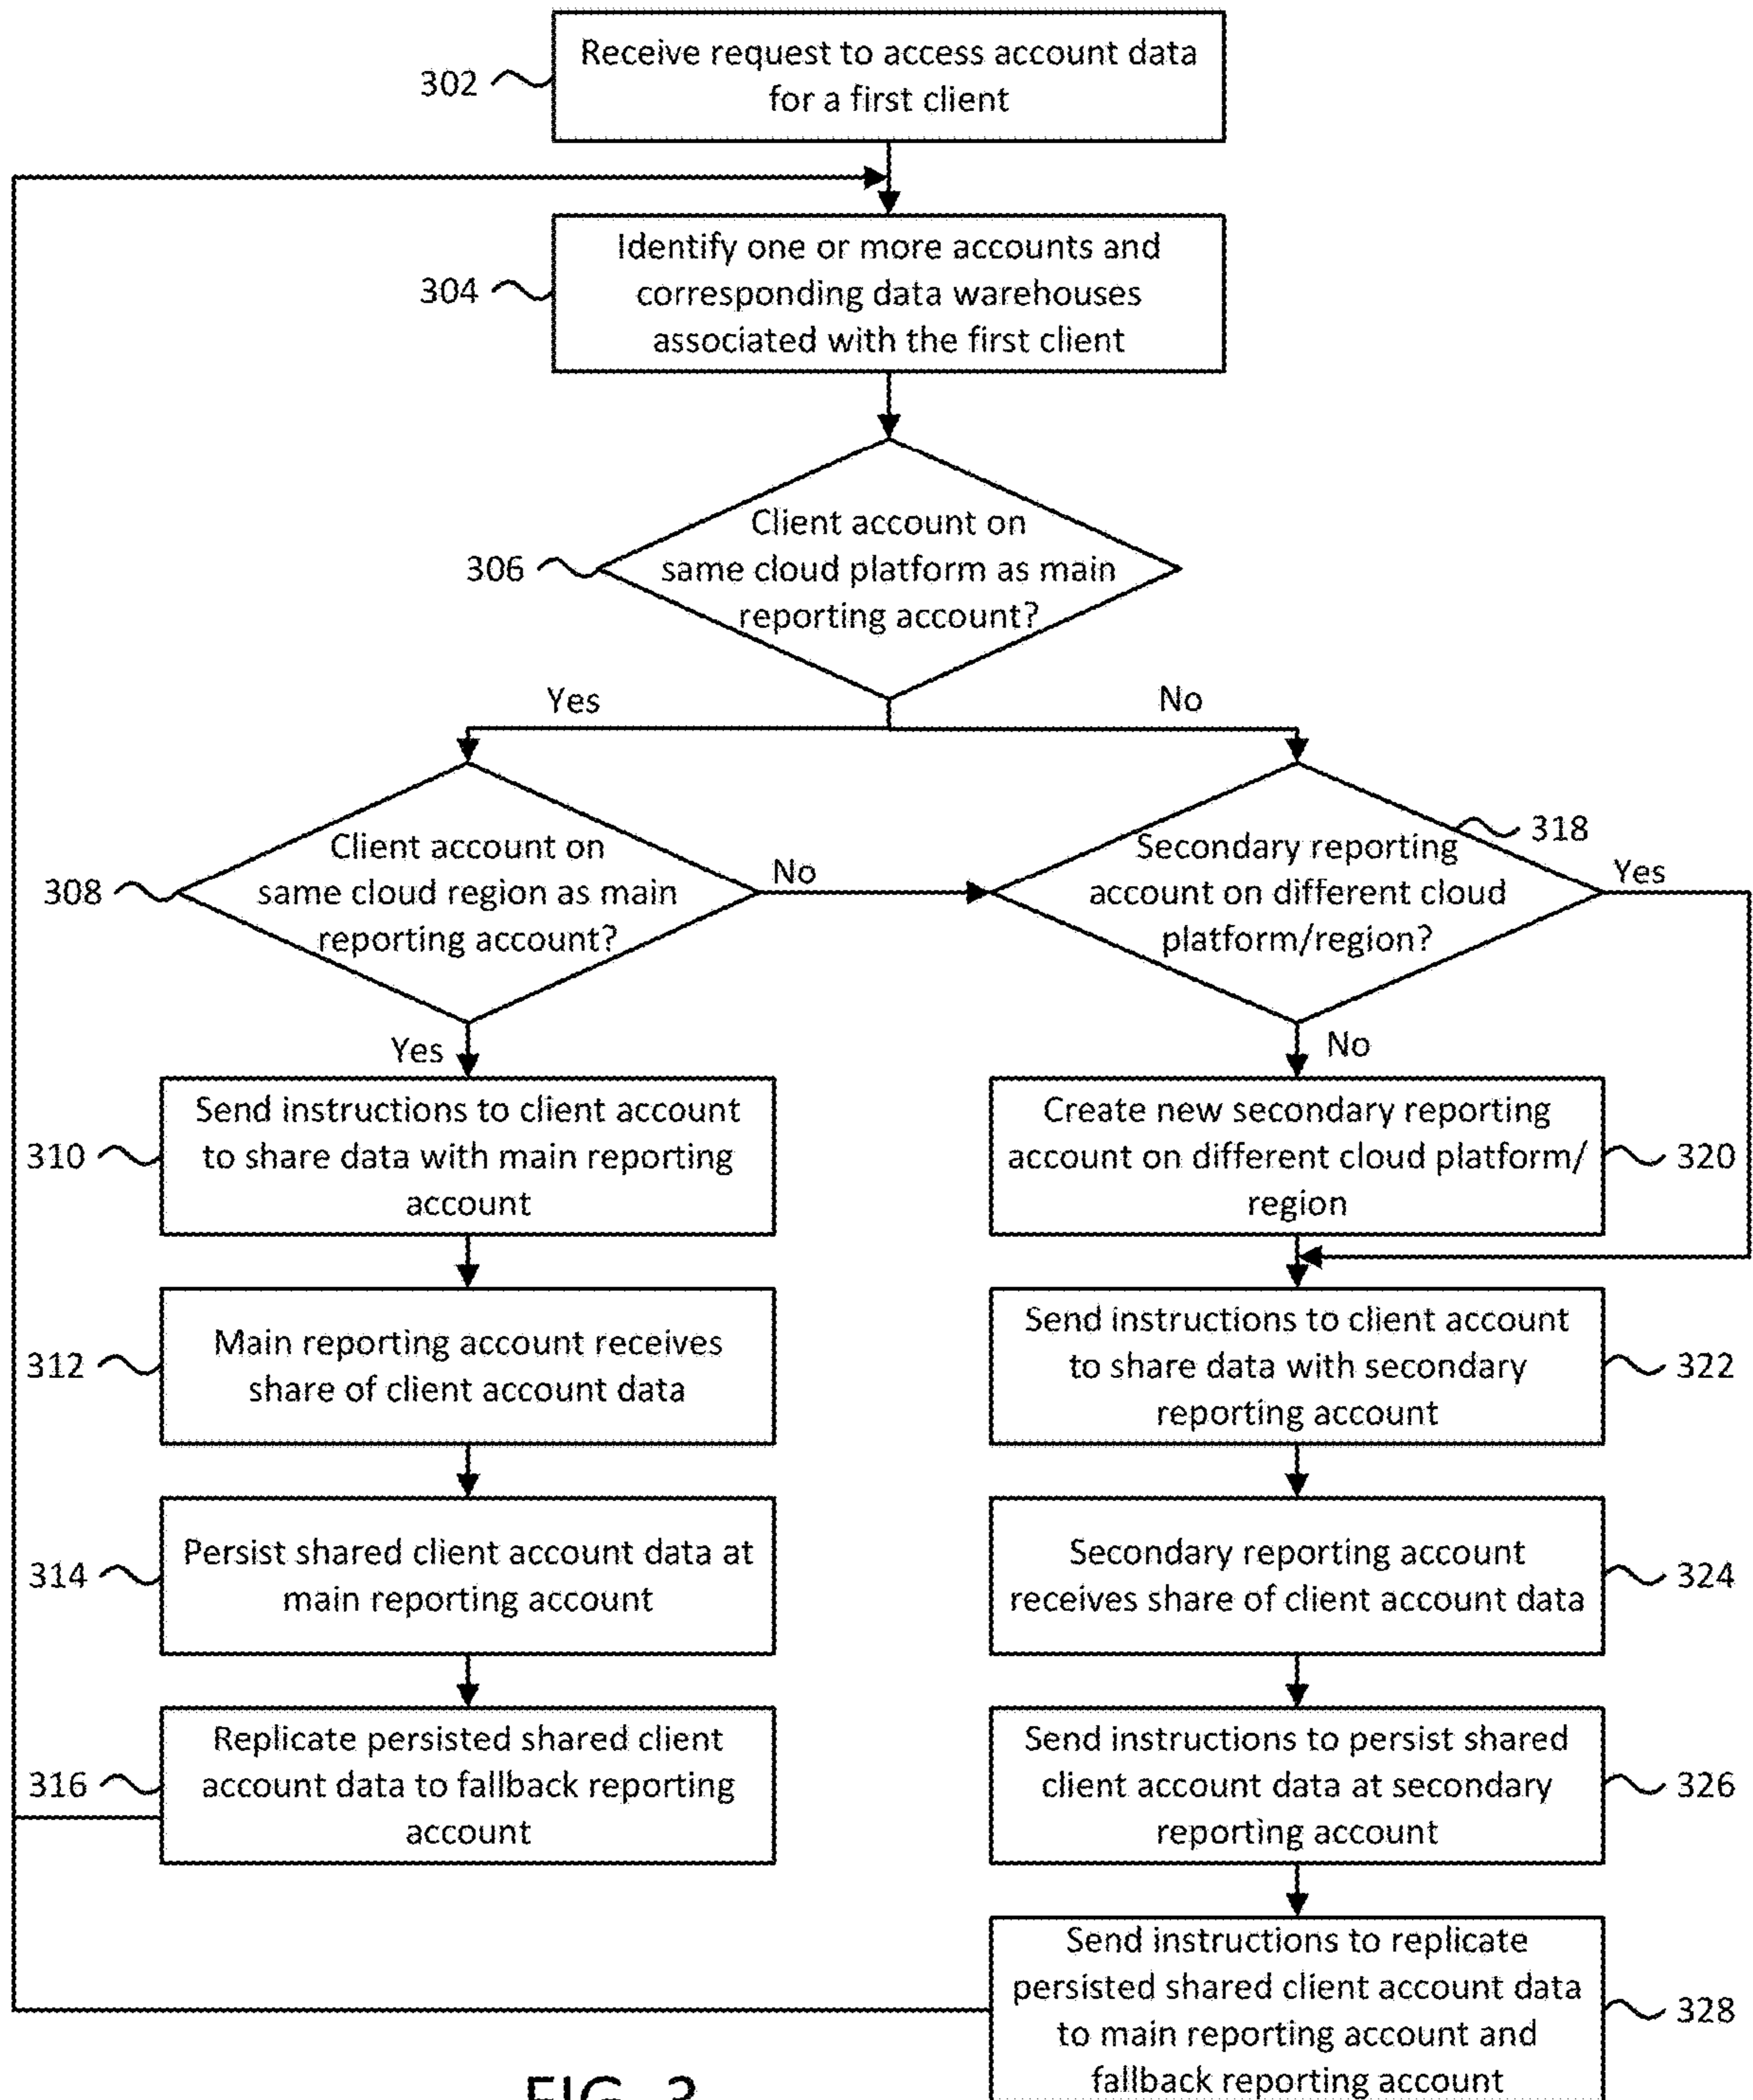 302
Receive request to access account data
for a first client
304
Identify one or more accounts and
corresponding data warehouses
associated with the first client
306
Client account on
same cloud platform as main
reporting account?
Yes
No
308
Client account on
same cloud region as main
reporting account?
No
318
Secondary reporting
account on different cloud
platform/region?
Yes
Yes
No
310
Send instructions to client account
to share data with main reporting
account
Create new secondary reporting
account on different cloud platform/
region
320
312
Main reporting account receives
share of client account data
Send instructions to client account
to share data with secondary
reporting account
322
314
Persist shared client account data at
main reporting account
Secondary reporting account
receives share of client account data
324
316
Replicate persisted shared client
account data to fallback reporting
account
Send instructions to persist shared
client account data at secondary
reporting account
326
Send instructions to replicate
persisted shared client account data
to main reporting account and
fallback reporting account
328
FIG. 3